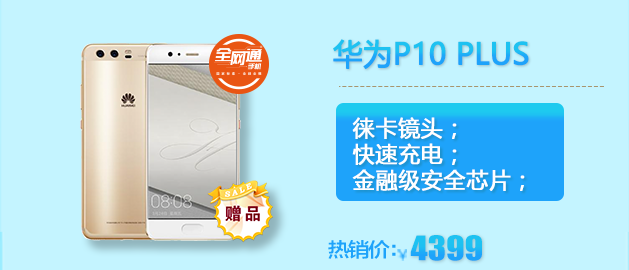 全网通
手机
华为P10 PLUS
徕卡镜头；
快速充电；
金融级安全芯片；
HUAWEI
08:08
SALE
赠品
热销价:¥4399